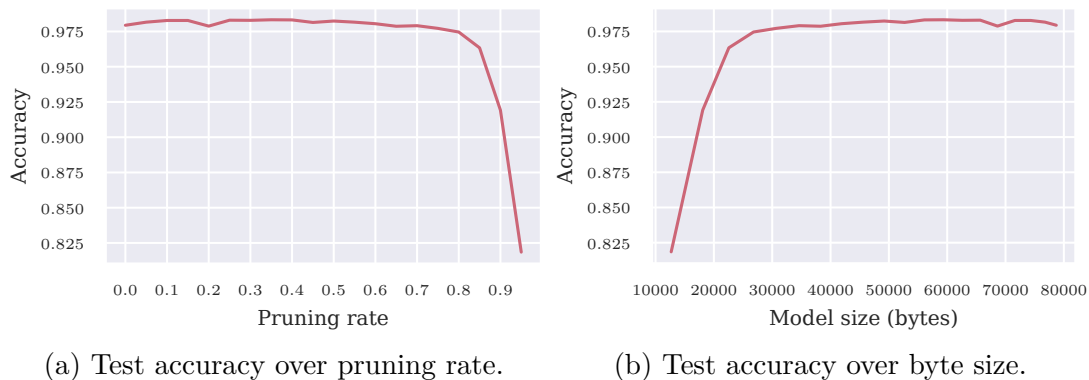 0.975
0.950
0.925
0.900
0.875
0.850
0.825
Accuracy
0.0 0.1 0.2 0.3 0.4 0.5 0.6 0.7 0.8 0.9
Pruning rate
(a) Test accuracy over pruning rate.
0.975
0.950
0.925
0.900
0.875
0.850
0.825
Accuracy
10000 20000 30000 40000 50000 60000 70000 80000
Model size (bytes)
(b) Test accuracy over byte size.